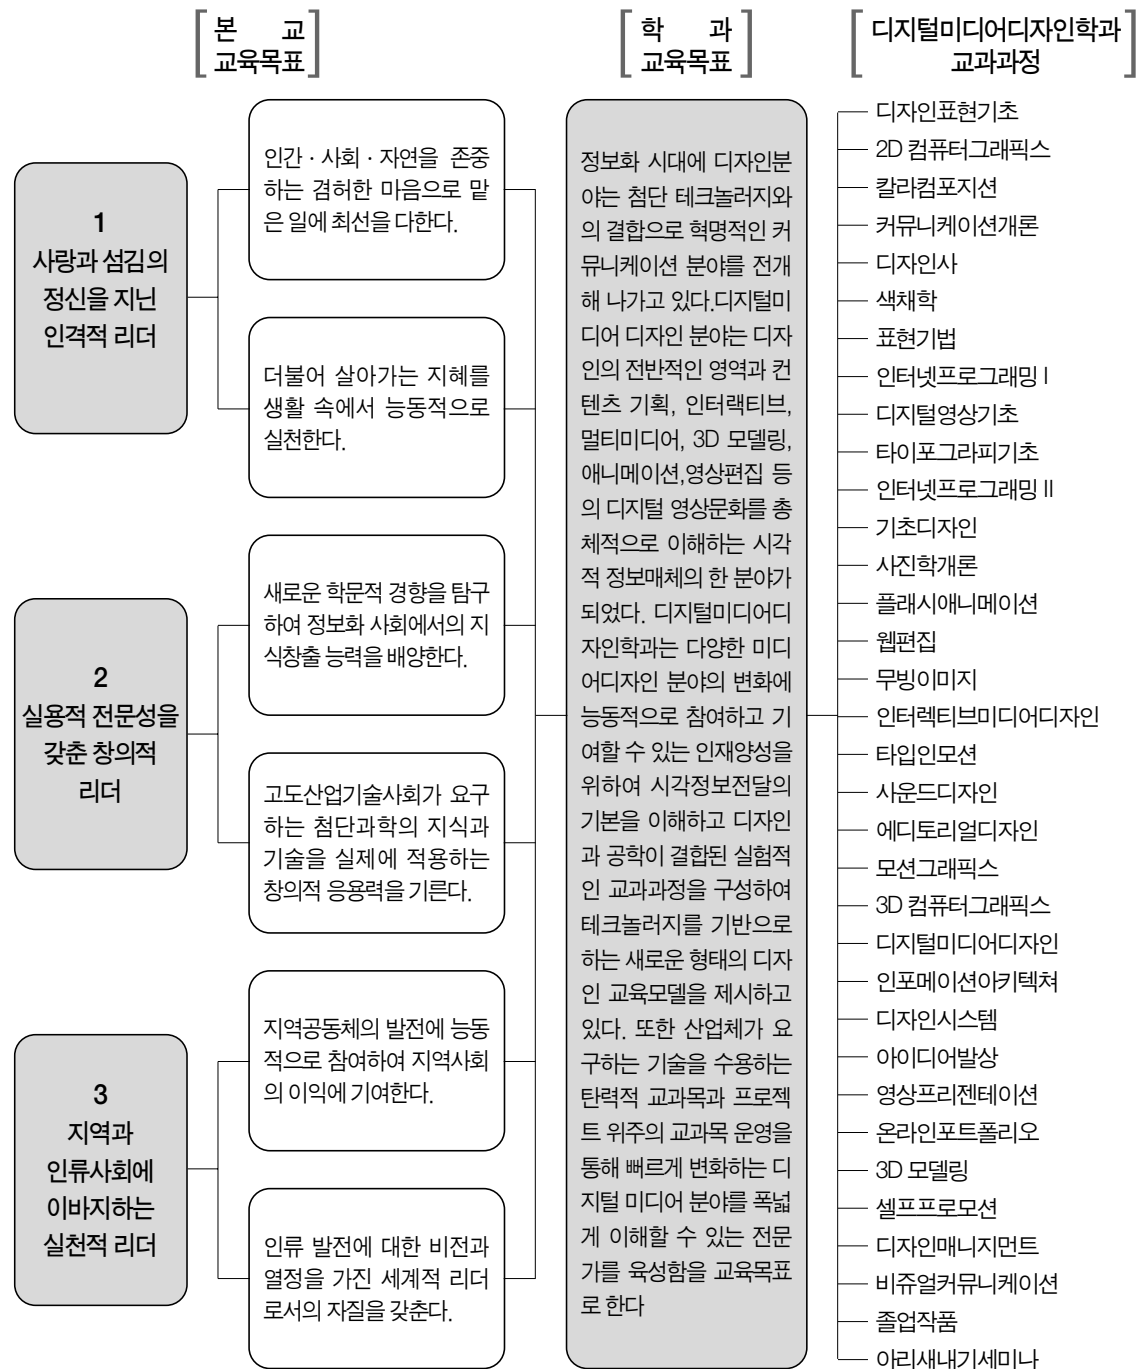 본 교
교육목표
학 과
교육목표
디지털미디어디자인학과
교과과정
1
사랑과 섬김의
정신을 지닌
인격적 리더
인간 · 사회 · 자연을 존중
하는 겸허한 마음으로 맡
은 일에 최선을 다한다.
더불어 살아가는 지혜를
생활 속에서 능동적으로
실천한다.
2
실용적 전문성을
갖춘 창의적
리더
새로운 학문적 경향을 탐구
하여 정보화 사회에서의 지
식창출 능력을 배양한다.
고도산업기술사회가 요구
하는 첨단과학의 지식과
기술을 실제에 적용하는
창의적 응용력을 기른다.
3
지역과
인류사회에
이바지하는
실천적 리더
지역공동체의 발전에 능동
적으로 참여하여 지역사회
의 이익에 기여한다.
인류 발전에 대한 비전과
열정을 가진 세계적 리더
로서의 자질을 갖춘다.
정보화 시대에 디자인분
야는 첨단 테크놀러지와
의 결합으로 혁명적인 커
뮤니케이션 분야를 전개
해 나가고 있다.디지털미
디어 디자인 분야는 디자
인의 전반적인 영역과 컨
텐츠 기획, 인터랙티브,
멀티미디어, 3D 모델링,
애니메이션,영상편집 등
의 디지털 영상문화를 총
체적으로 이해하는 시각
적 정보매체의 한 분야가
되었다. 디지털미디어디
자인학과는 다양한 미디
어디자인 분야의 변화에
능동적으로 참여하고 기
여할 수 있는 인재양성을
위하여 시각정보전달의
기본을 이해하고 디자인
과 공학이 결합된 실험적
인 교과과정을 구성하여
테크놀러지를 기반으로
하는 새로운 형태의 디자
인 교육모델을 제시하고
있다. 또한 산업체가 요
구하는 기술을 수용하는
탄력적 교과목과 프로젝
트 위주의 교과목 운영을
통해 빠르게 변화하는 디
지털 미디어 분야를 폭넓
게 이해할 수 있는 전문
가를 육성함을 교육목표
로 한다
디자인표현기초
2D 컴퓨터그래픽스
칼라컴포지션
커뮤니케이션개론
디자인사
색채학
표현기법
인터넷프로그래밍 I
디지털영상기초
타이포그라피기초
인터넷프로그래밍 II
기초디자인
사진학개론
플래시애니메이션
웹편집
무빙이미지
인터렉티브미디어디자인
타입인모션
사운드디자인
에디토리얼디자인
모션그래픽스
3D 컴퓨터그래픽스
디지털미디어디자인
인포메이션아키텍쳐
디자인시스템
아이디어발상
영상프리젠테이션
온라인포트폴리오
3D 모델링
셀프프로모션
디자인매니지먼트
비쥬얼커뮤니케이션
졸업작품
아리새내기세미나